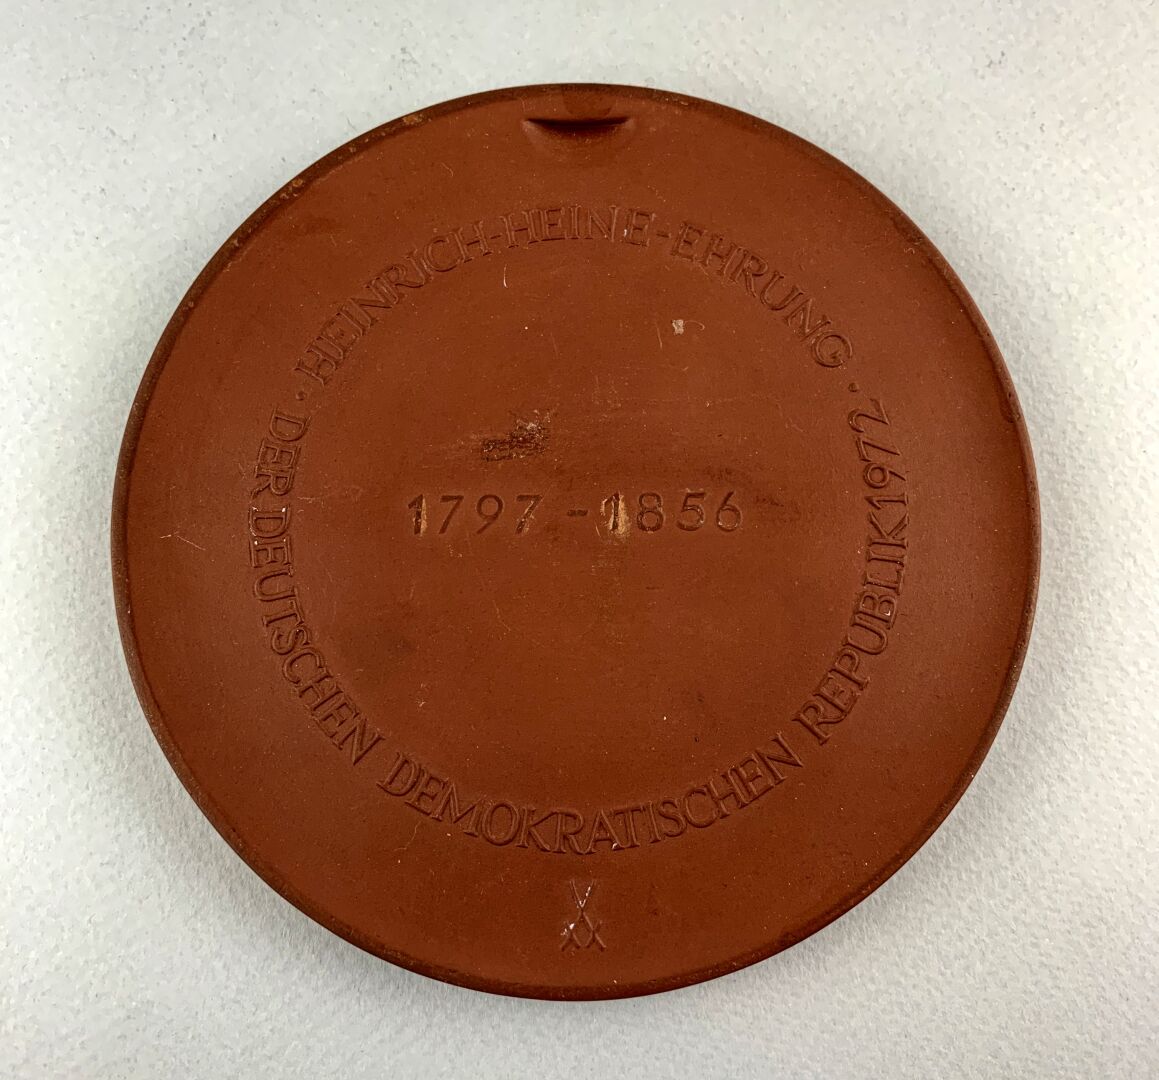 · HEINRICH-HEINE-EHRUNG ·
DER DEUTSCHEN DEMOKRATISCHEN REPUBLIK 1972
1797 - 1856